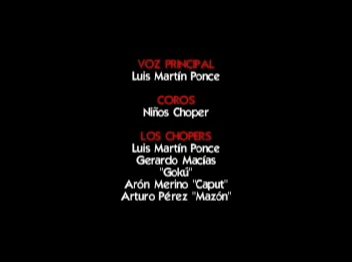 VOZ PRINCIPAL
Luis Martín Ponce
COROS
Niños Choper
LOS CHOPERS
Luis Martín Ponce
Gerardo Macías
"Gokú"
Arón Merino "Caput"
Arturo Pérez "Mazón"